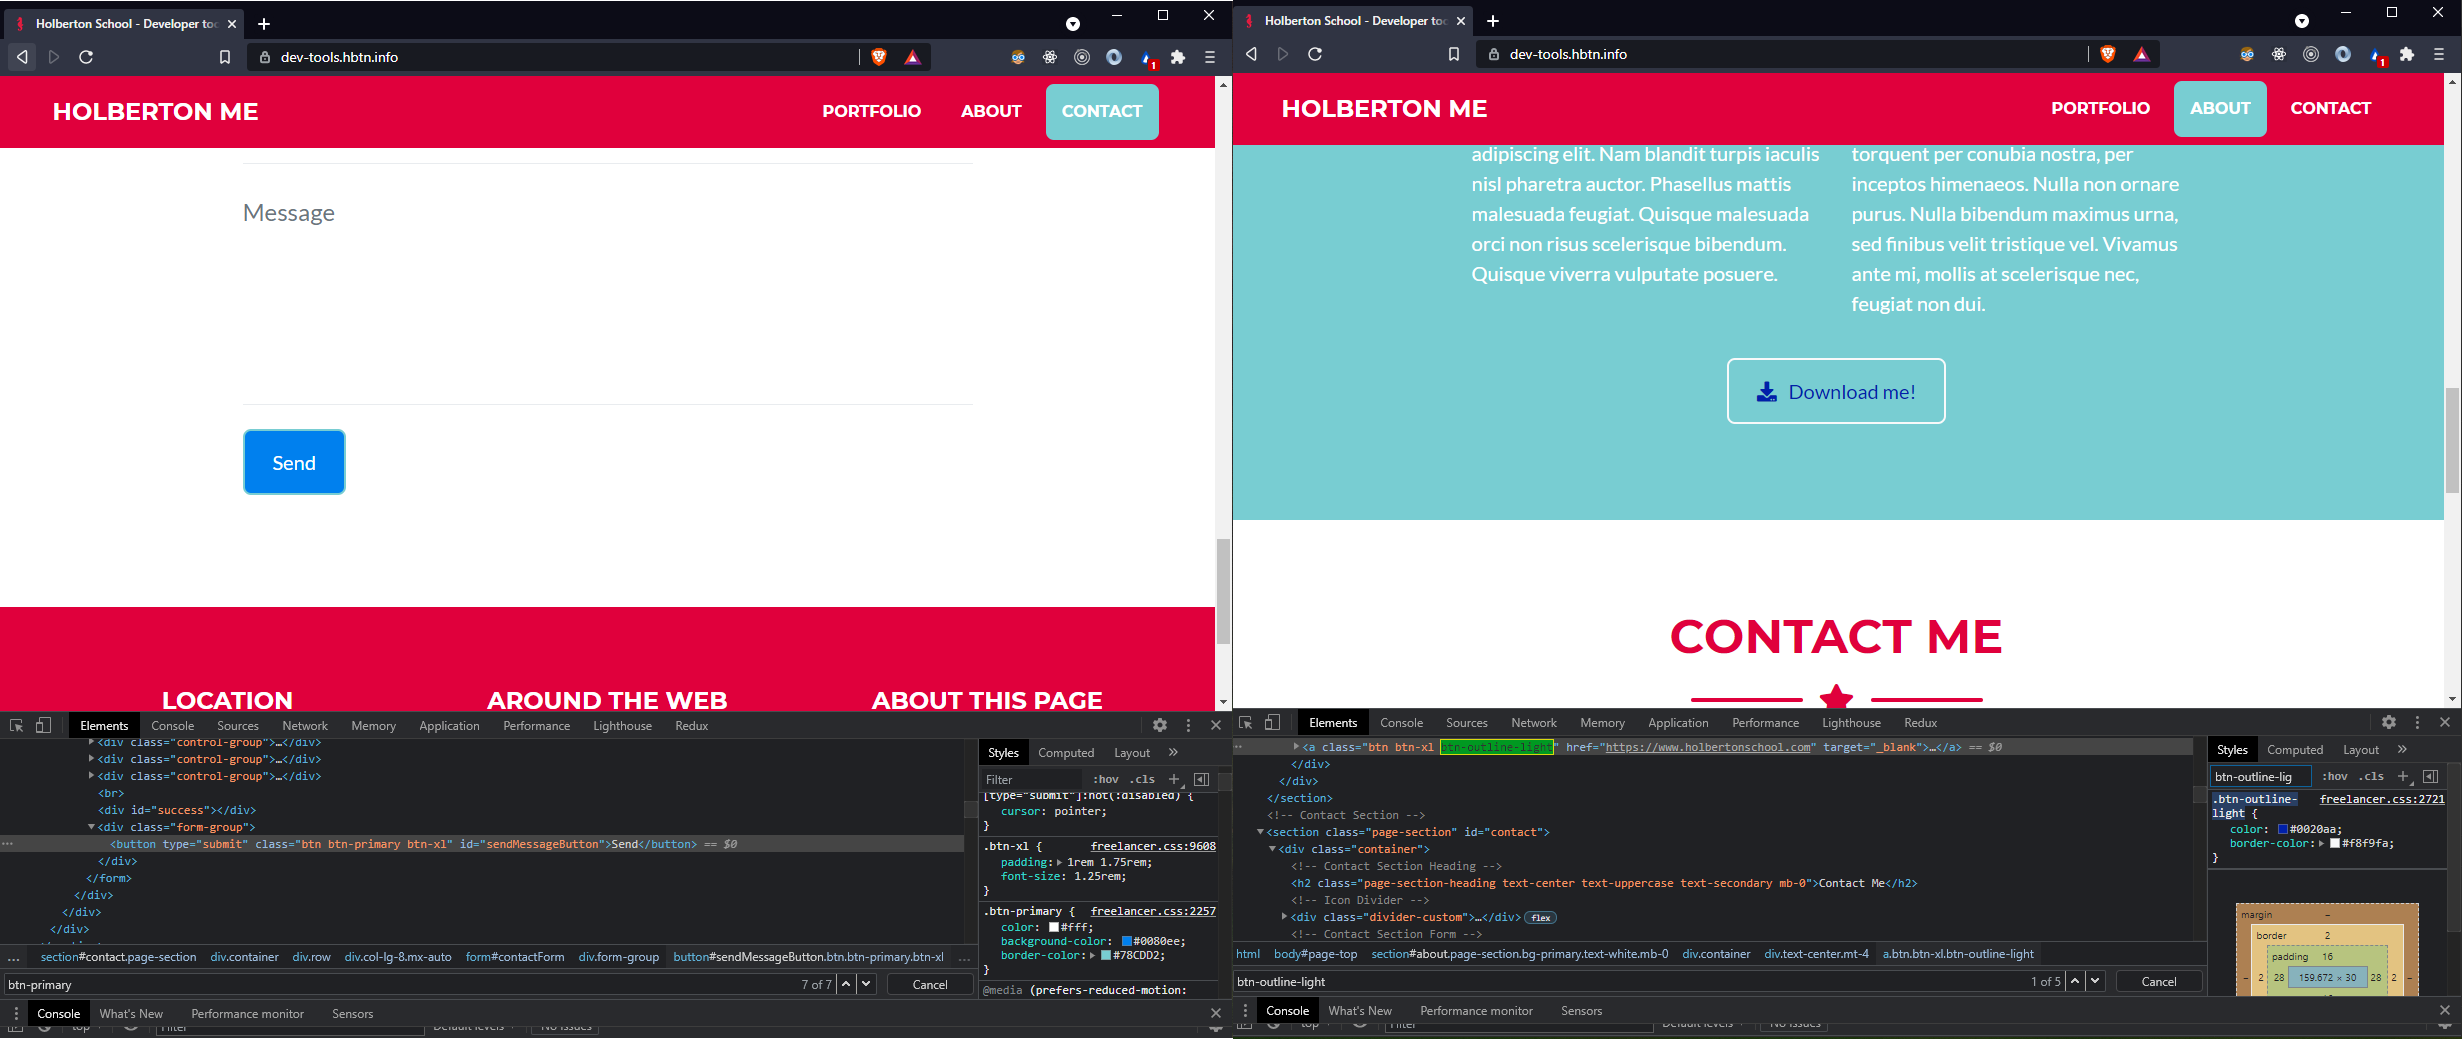 Holberton School - Developer too
dev-tools.hbtn.info
1
HOLBERTON ME
PORTFOLIO
ABOUT
CONTACT
Message
Send
LOCATION
AROUND THE WEB
ABOUT THIS PAGE
Elements
Console
Sources
Network
Memory
Application
Performance
Lighthouse
Redux
<div class="control-group">…</div>
<div class="control-group">…</div>
<div class="control-group">…</div>
<br>
<div id="success"></div>
<div class="form-group">
<button type="submit" class="btn btn-primary btn-xl" id="sendMessageButton">Send</button> == $0
</div>
</form>
</div>
</div>
</div>
... section#contact.page-section div.container div.row div.col-lg-8.mx-auto form#contactForm div.form-group button#sendMessageButton.btn.btn-primary.btn-xl ...
btn-primary
7 of 7
Cancel
Styles
Computed
Layout
Filter
:hov .cls
[type="submit"]:not(:disabled) {
cursor: pointer;
}
.btn-xl { freelancer.css:9608
padding: 1rem 1.75rem;
font-size: 1.25rem;
}
.btn-primary { freelancer.css:2257
color: #fff;
background-color: #0080ee;
border-color: #78CDD2;
}
@media (prefers-reduced-motion:
Console
What's New
Performance monitor
Sensors
top
Filter
Default levels
No Issues
Holberton School - Developer too
dev-tools.hbtn.info
1
HOLBERTON ME
PORTFOLIO
ABOUT
CONTACT
adipiscing elit. Nam blandit turpis iaculis
nisl pharetra auctor. Phasellus mattis
malesuada feugiat. Quisque malesuada
orci non risus scelerisque bibendum.
Quisque viverra vulputate posuere.
torquent per conubia nostra, per
inceptos himenaeos. Nulla non ornare
purus. Nulla bibendum maximus urna,
sed finibus velit tristique vel. Vivamus
ante mi, mollis at scelerisque nec,
feugiat non dui.
Download me!
CONTACT ME
Elements
Console
Sources
Network
Memory
Application
Performance
Lighthouse
Redux
<a class="btn btn-xl btn-outline-light" href="https://www.holbertonschool.com" target="_blank">…</a> == $0
</div>
</div>
</section>
<!-- Contact Section -->
<section class="page-section" id="contact">
<div class="container">
<!-- Contact Section Heading -->
<h2 class="page-section-heading text-center text-uppercase text-secondary mb-0">Contact Me</h2>
<!-- Icon Divider -->
<div class="divider-custom">…</div> flex
<!-- Contact Section Form -->
html body#page-top section#about.page-section.bg-primary.text-white.mb-0 div.container div.text-center.mt-4 a.btn.btn-xl.btn-outline-light
btn-outline-light
1 of 5
Cancel
Styles
Computed
Layout
btn-outline-lig
:hov .cls
.btn-outline- freelancer.css:2721
light {
color: #0020aa;
border-color: #f8f9fa;
}
margin –
border 2
padding 16
– 2 28 159.672 × 30 28 2 –
Console
What's New
Performance monitor
Sensors
top
Filter
Default levels
No Issues